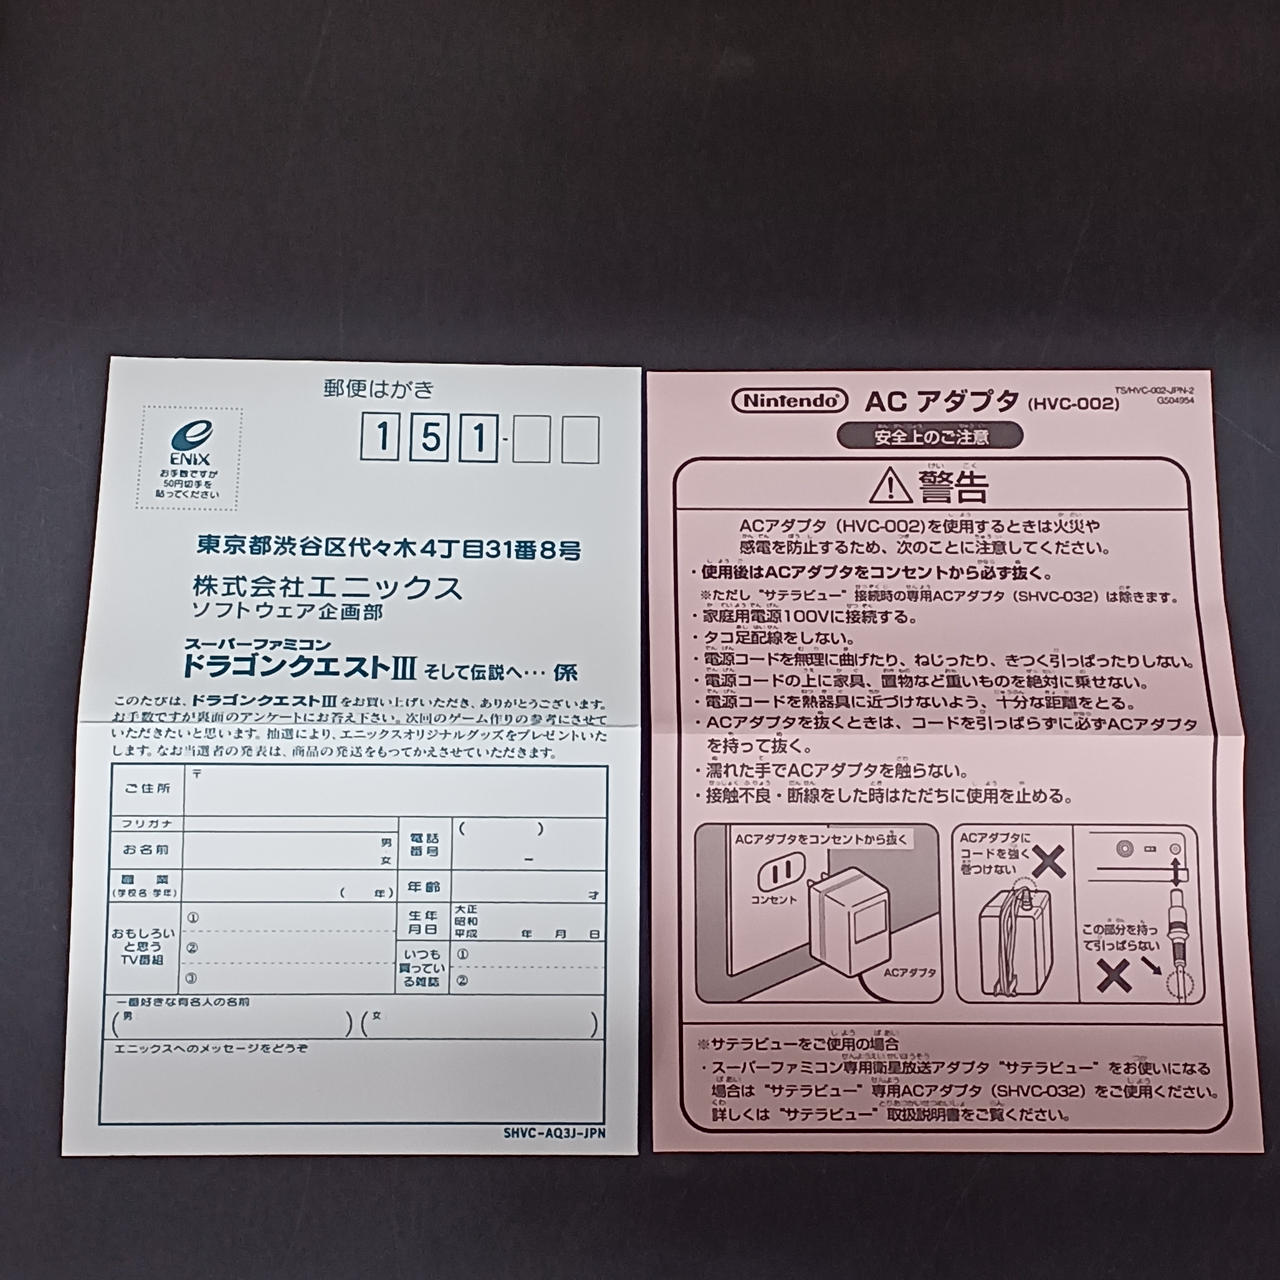 郵便はがき
151-
ENIX
お手数ですが
50円切手を
貼ってください
東京都渋谷区代々木4丁目31番8号
株式会社エニックス
ソフトウェア企画部
スーパーファミコン
ドラゴンクエストIII そして伝説へ… 係
このたびは、ドラゴンクエストIIIをお買い上げいただき、ありがとうございます。
お手数ですが裏面のアンケートにお答え下さい。次回のゲーム作りの参考にさせて
いただきたいと思います。抽選により、エニックスオリジナルグッズをプレゼントいた
します。なお当選者の発表は、商品の発送をもってかえさせていただきます。
ご住所 〒
フリガナ
お名前 男 女
電話番号 ( ) −
職業 (学校名 学年) ( 年)
年齢 才
おもしろいと思うTV番組 ① ② ③
生年月日 大正 昭和 平成 年 月 日
いつも買っている雑誌 ① ②
一番好きな有名人の名前
(男 ) (女 )
エニックスへのメッセージをどうぞ
SHVC-AQ3J-JPN
Nintendo ACアダプタ (HVC-002)
TS/HVC-002-JPN-2
G504954
安全上のご注意
警告
ACアダプタ（HVC-002）を使用するときは火災や
感電を防止するため、次のことに注意してください。
・使用後はACアダプタをコンセントから必ず抜く。
※ただし“サテラビュー”接続時の専用ACアダプタ（SHVC-032）は除きます。
・家庭用電源100Vに接続する。
・タコ足配線をしない。
・電源コードを無理に曲げたり、ねじったり、きつく引っぱったりしない。
・電源コードの上に家具、置物など重いものを絶対に乗せない。
・電源コードを熱器具に近づけないよう、十分な距離をとる。
・ACアダプタを抜くときは、コードを引っぱらずに必ずACアダプタ
を持って抜く。
・濡れた手でACアダプタを触らない。
・接触不良・断線をした時はただちに使用を止める。
ACアダプタをコンセントから抜く
コンセント
ACアダプタ
ACアダプタに
コードを強く
巻つけない
この部分を持っ
て引っぱらない
※サテラビューをご使用の場合
・スーパーファミコン専用衛星放送アダプタ“サテラビュー”をお使いになる
場合は“サテラビュー”専用ACアダプタ（SHVC-032）をご使用ください。
詳しくは“サテラビュー”取扱説明書をご覧ください。